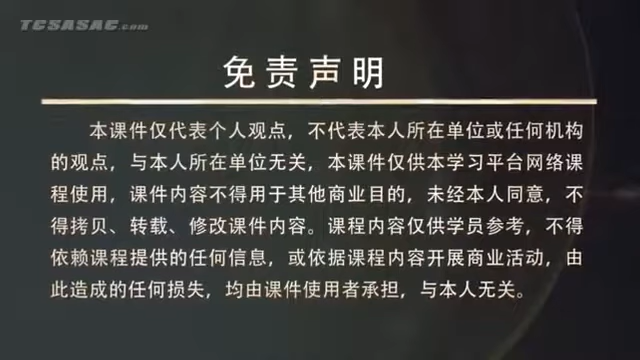 TCSASAC.com
免责声明
本课件仅代表个人观点，不代表本人所在单位或任何机构
的观点，与本人所在单位无关，本课件仅供本学习平台网络课
程使用，课件内容不得用于其他商业目的，未经本人同意，不
得拷贝、转载、修改课件内容。课程内容仅供学员参考，不得
依赖课程提供的任何信息，或依据课程内容开展商业活动，由
此造成的任何损失，均由课件使用者承担，与本人无关。